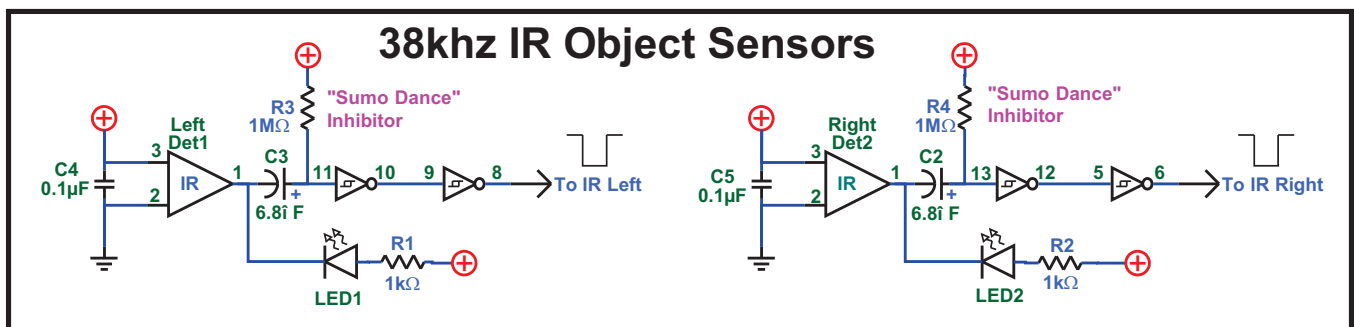 38khz IR Object Sensors
R3
1MΩ
"Sumo Dance"
Inhibitor
Left
Det1
C4
0.1µF
3
2
IR
1
C3
+
6.8î F
11
10
9
8
To IR Left
LED1
R1
1kΩ
R4
1MΩ
"Sumo Dance"
Inhibitor
Right
Det2
C5
0.1µF
3
2
IR
1
C2
+
6.8î F
13
12
5
6
To IR Right
LED2
R2
1kΩ